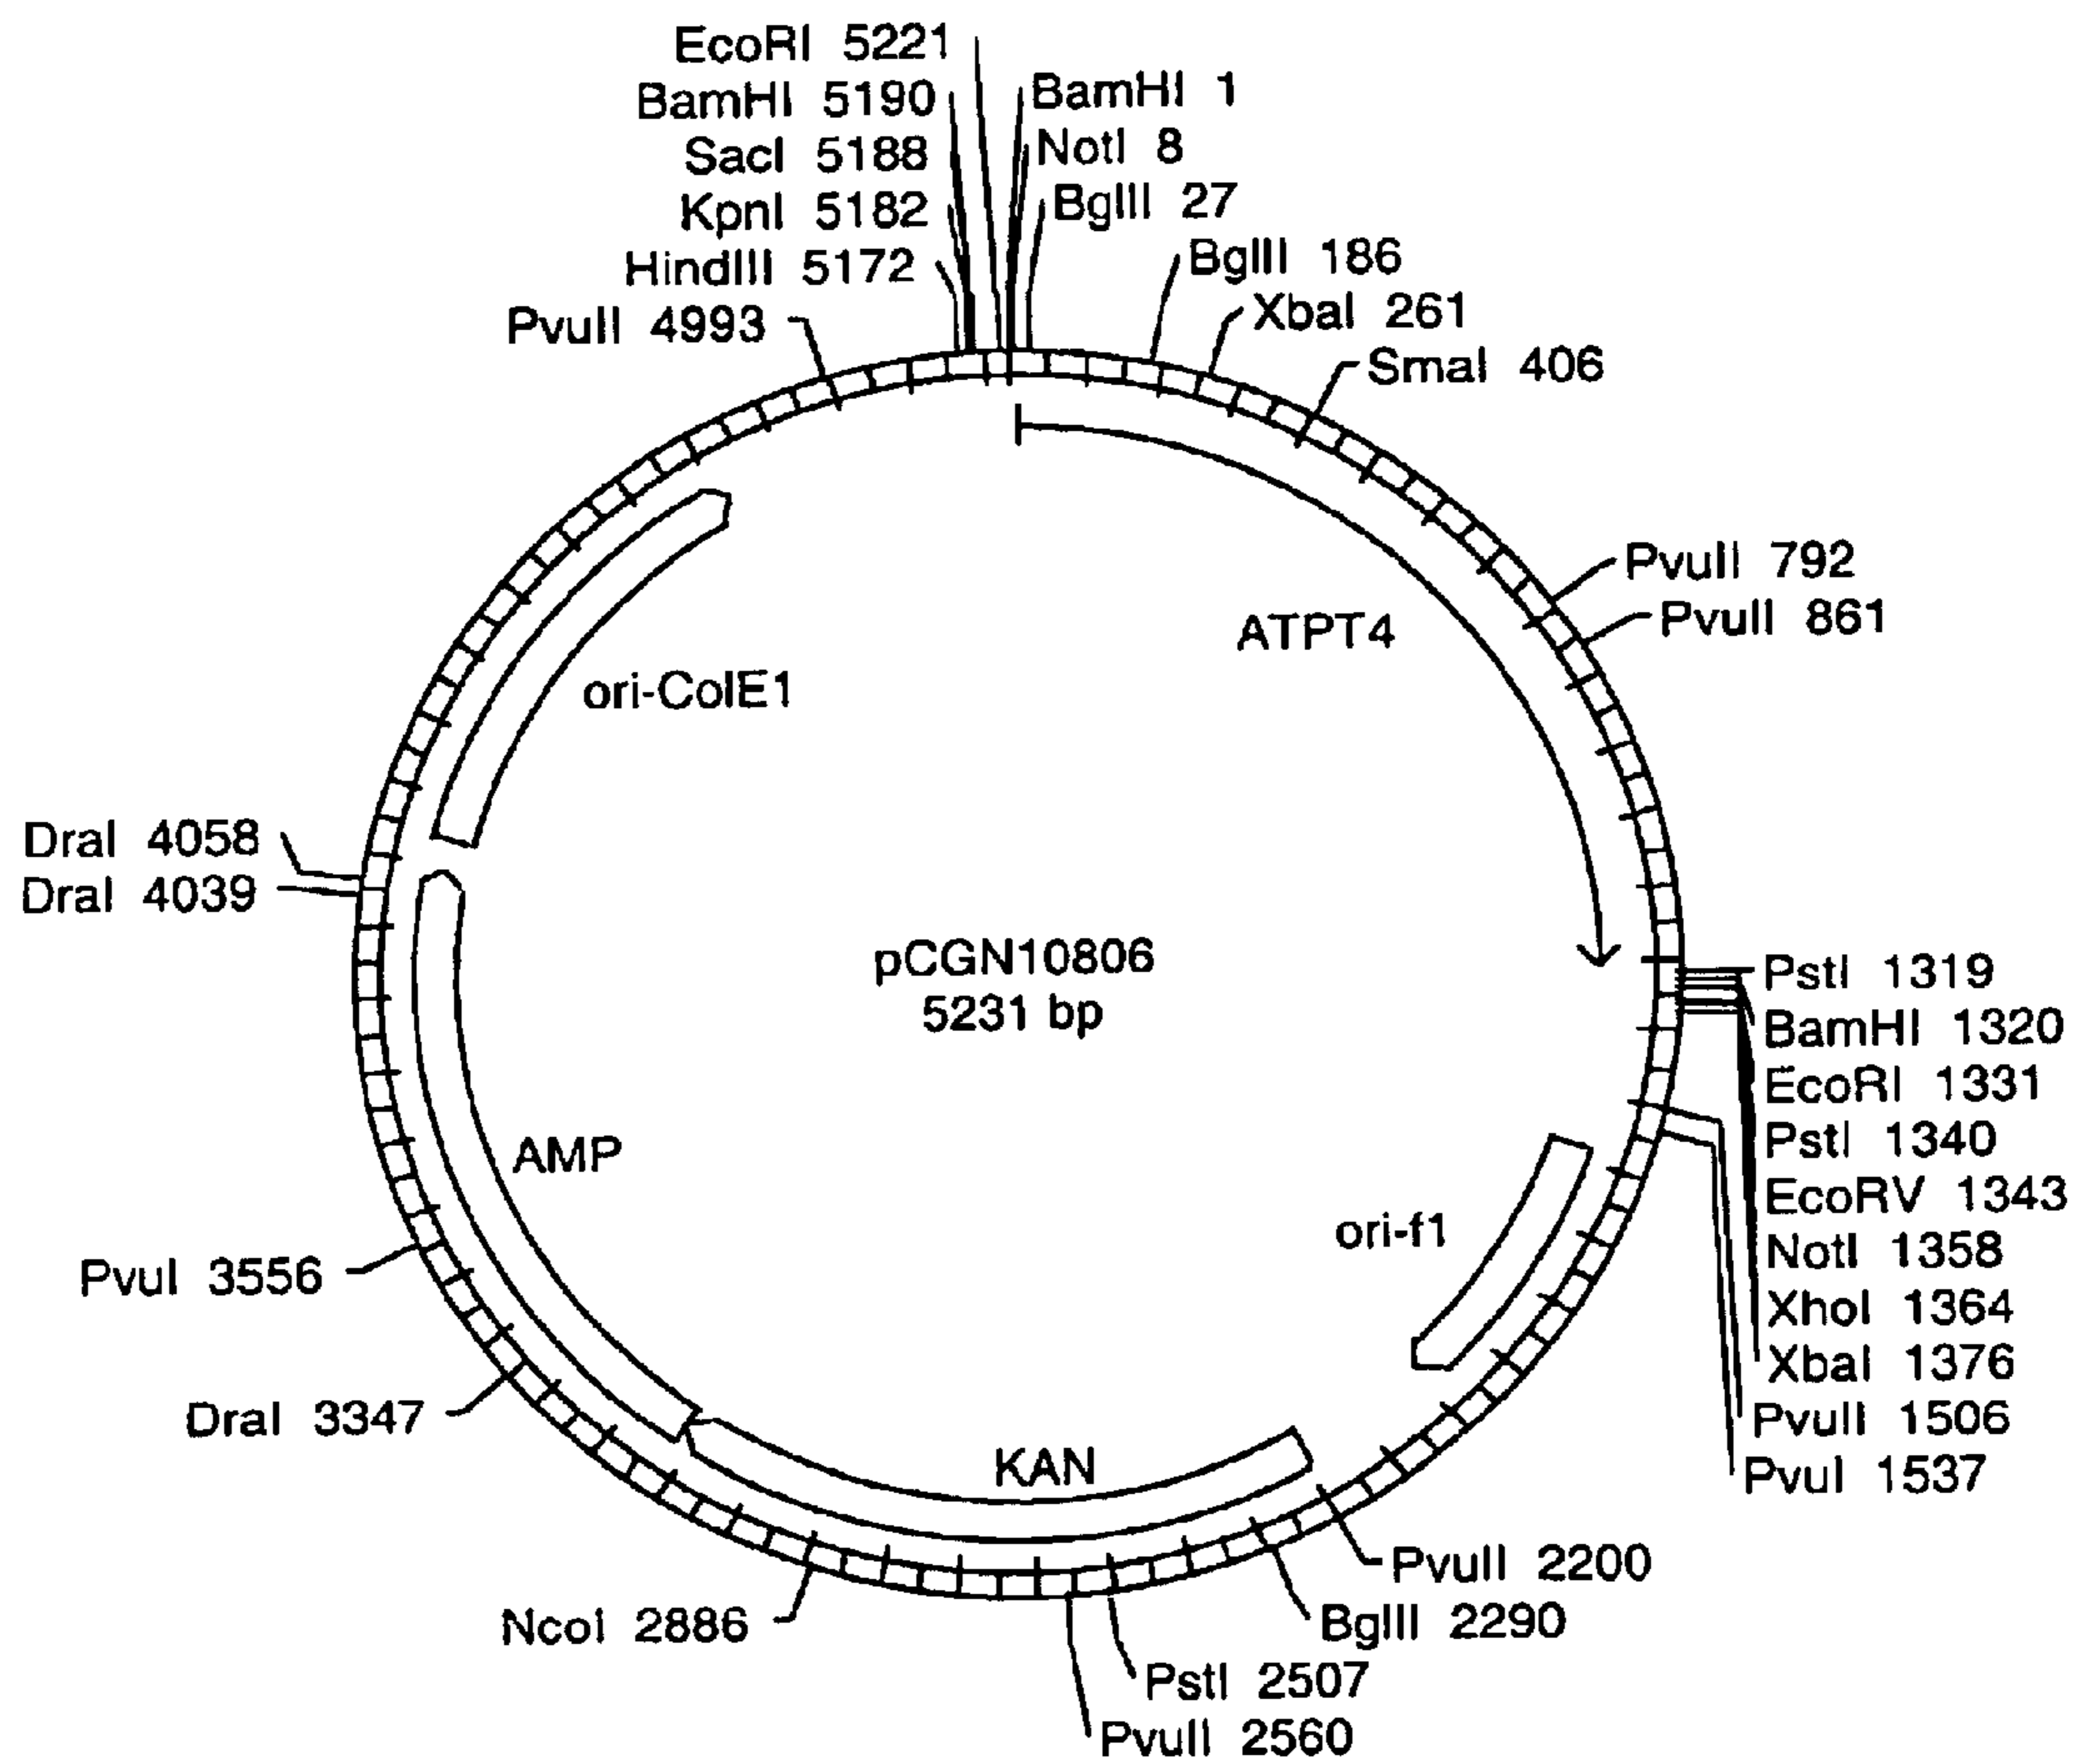 EcoRI 5221
BamHI 5190
SacI 5188
KpnI 5182
HindIII 5172
PvuII 4993
BamHI 1
NotI 8
BglII 27
BglII 186
XbaI 261
SmaI 406
PvuII 792
PvuII 861
ATPT4
ori-ColE1
DraI 4058
DraI 4039
pCGN10806
5231 bp
PstI 1319
BamHI 1320
EcoRI 1331
PstI 1340
EcoRV 1343
NotI 1358
XhoI 1364
XbaI 1376
PvuII 1506
PvuI 1537
AMP
ori-f1
PvuI 3556
DraI 3347
KAN
NcoI 2886
PvuII 2200
BglII 2290
PstI 2507
PvuII 2560